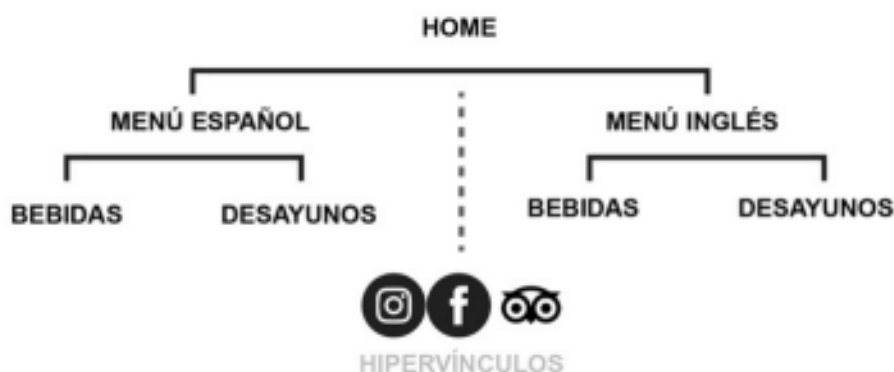 HOME
MENÚ ESPAÑOL
MENÚ INGLÉS
BEBIDAS
DESAYUNOS
BEBIDAS
DESAYUNOS
HIPERVÍNCULOS